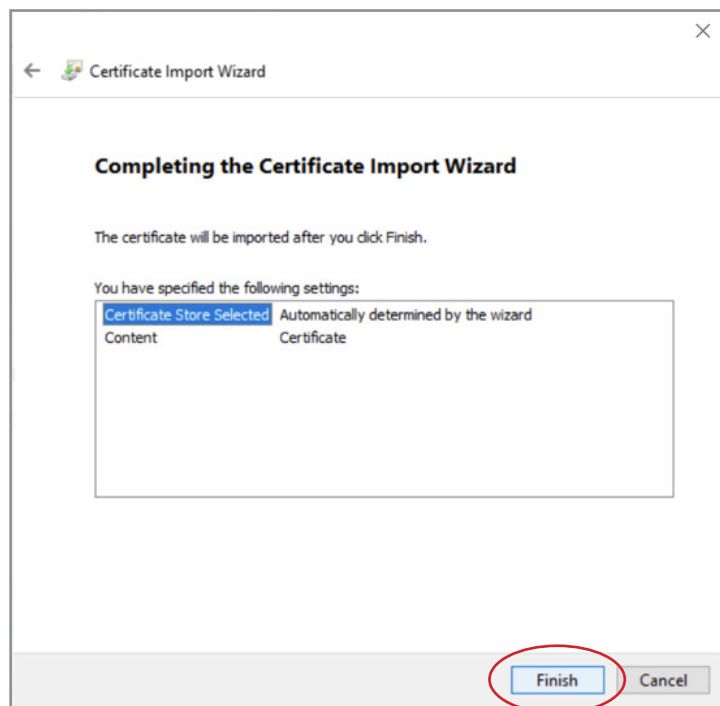 Certificate Import Wizard
Completing the Certificate Import Wizard
The certificate will be imported after you click Finish.
You have specified the following settings:
Certificate Store Selected Automatically determined by the wizard
Content Certificate
Finish Cancel